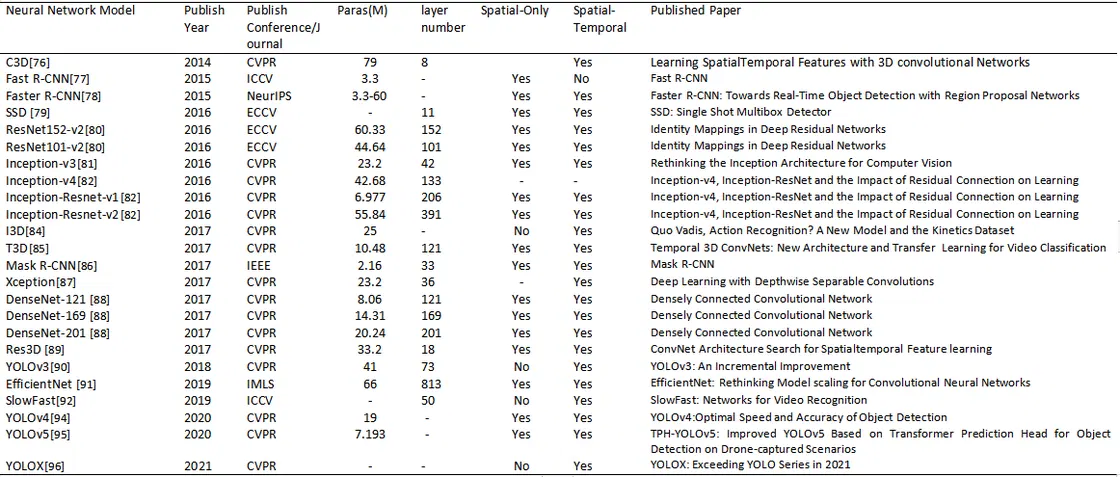 Neural Network Model Publish Publish Paras(M) layer Spatial-Only Spatial- Published Paper
Year Conference/J number Temporal
ournal
C3D[76] 2014 CVPR 79 8 Yes Learning SpatialTemporal Features with 3D convolutional Networks
Fast R-CNN[77] 2015 ICCV 3.3 - Yes No Fast R-CNN
Faster R-CNN[78] 2015 NeurIPS 3.3-60 - Yes Yes Faster R-CNN: Towards Real-Time Object Detection with Region Proposal Networks
SSD [79] 2016 ECCV - 11 Yes Yes SSD: Single Shot Multibox Detector
ResNet152-v2[80] 2016 ECCV 60.33 152 Yes Yes Identity Mappings in Deep Residual Networks
ResNet101-v2[80] 2016 ECCV 44.64 101 Yes Yes Identity Mappings in Deep Residual Networks
Inception-v3[81] 2016 CVPR 23.2 42 Yes Yes Rethinking the Inception Architecture for Computer Vision
Inception-v4[82] 2016 CVPR 42.68 133 - - Inception-v4, Inception-ResNet and the Impact of Residual Connection on Learning
Inception-Resnet-v1[82] 2016 CVPR 6.977 206 Yes Yes Inception-v4, Inception-ResNet and the Impact of Residual Connection on Learning
Inception-Resnet-v2[82] 2016 CVPR 55.84 391 Yes Yes Inception-v4, Inception-ResNet and the Impact of Residual Connection on Learning
I3D[84] 2017 CVPR 25 - No Yes Quo Vadis, Action Recognition? A New Model and the Kinetics Dataset
T3D[85] 2017 CVPR 10.48 121 Yes Yes Temporal 3D ConvNets: New Architecture and Transfer Learning for Video Classification
Mask R-CNN[86] 2017 IEEE 2.16 33 Yes Yes Mask R-CNN
Xception[87] 2017 CVPR 23.2 36 - Yes Deep Learning with Depthwise Separable Convolutions
DenseNet-121 [88] 2017 CVPR 8.06 121 Yes Yes Densely Connected Convolutional Network
DenseNet-169 [88] 2017 CVPR 14.31 169 Yes Yes Densely Connected Convolutional Network
DenseNet-201 [88] 2017 CVPR 20.24 201 Yes Yes Densely Connected Convolutional Network
Res3D [89] 2017 CVPR 33.2 18 Yes Yes ConvNet Architecture Search for Spatialtemporal Feature learning
YOLOv3[90] 2018 CVPR 41 73 No Yes YOLOv3: An Incremental Improvement
EfficientNet [91] 2019 IMLS 66 813 Yes Yes EfficientNet: Rethinking Model scaling for Convolutional Neural Networks
SlowFast[92] 2019 ICCV - 50 No Yes SlowFast: Networks for Video Recognition
YOLOv4[94] 2020 CVPR 19 - Yes Yes YOLOv4:Optimal Speed and Accuracy of Object Detection
YOLOv5[95] 2020 CVPR 7.193 - Yes Yes TPH-YOLOv5: Improved YOLOv5 Based on Transformer Prediction Head for Object
Detection on Drone-captured Scenarios
YOLOX[96] 2021 CVPR - - No Yes YOLOX: Exceeding YOLO Series in 2021